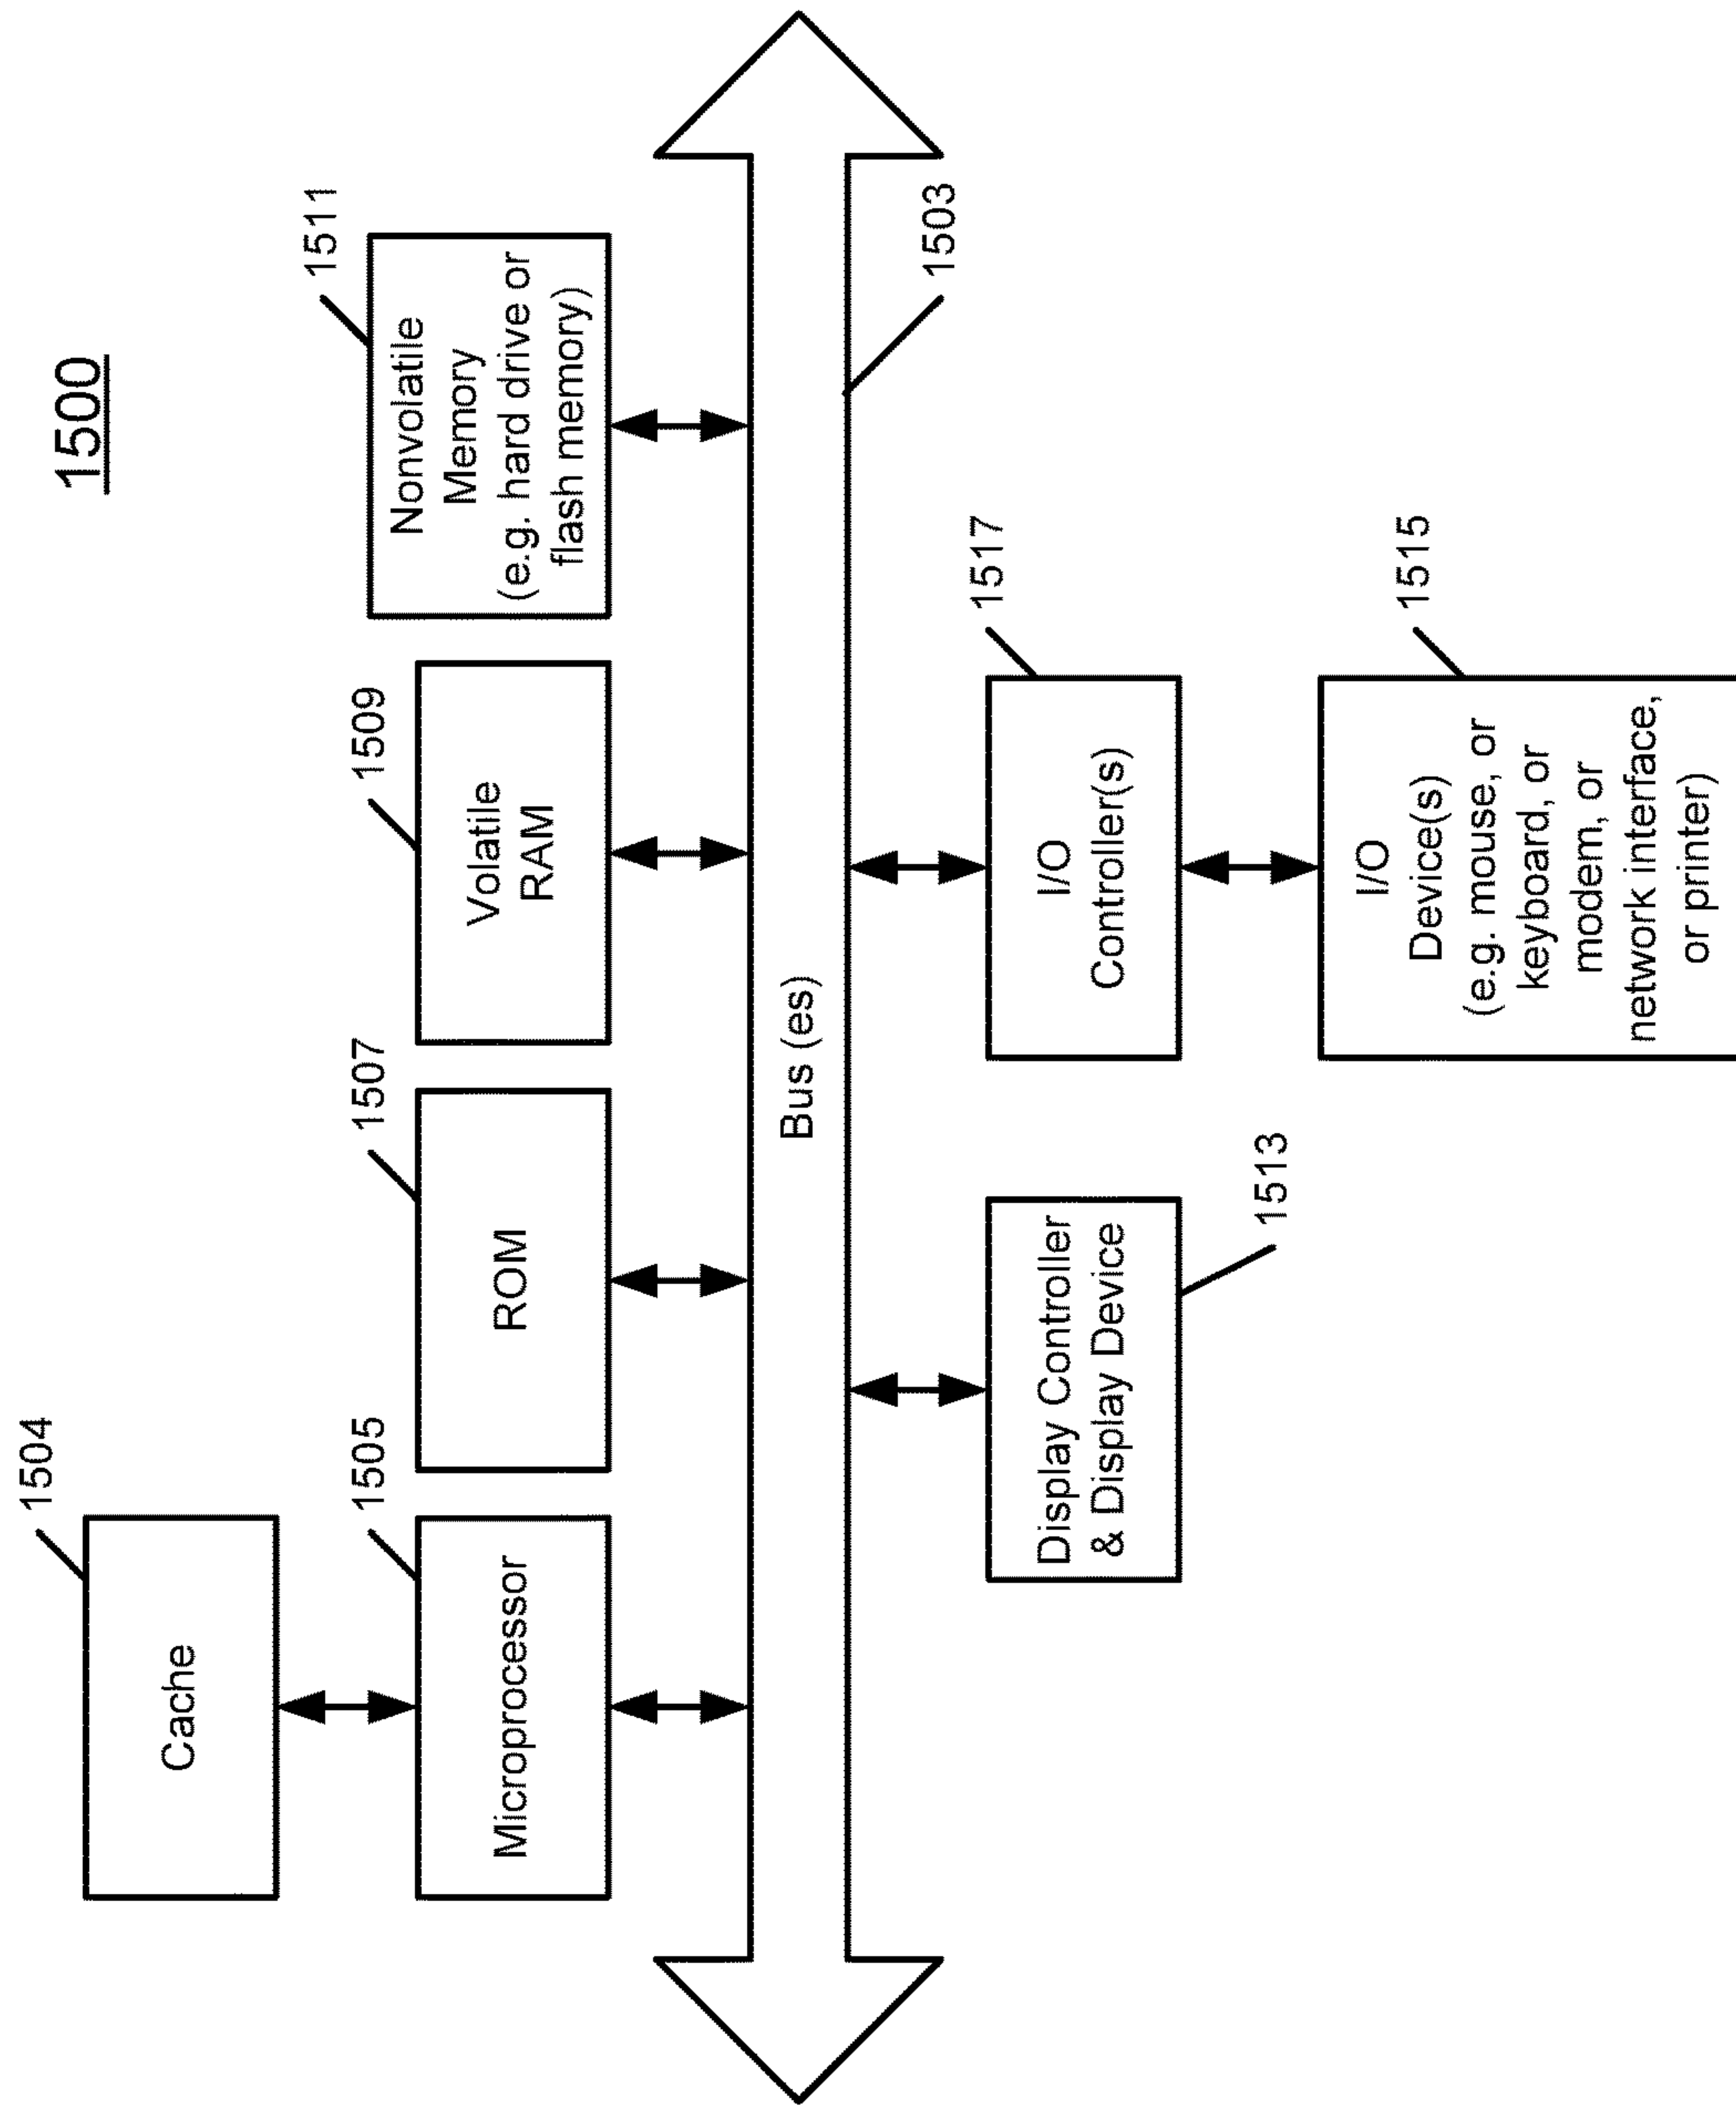 1500
1504
Cache
1505
Microprocessor
1507
ROM
1509
Volatile
RAM
1511
Nonvolatile
Memory
(e.g. hard drive or
flash memory)
Bus (es)
1503
Display Controller
& Display Device
1513
1517
I/O
Controller(s)
1515
I/O
Device(s)
(e.g. mouse, or
keyboard, or
modem, or
network interface,
or printer)